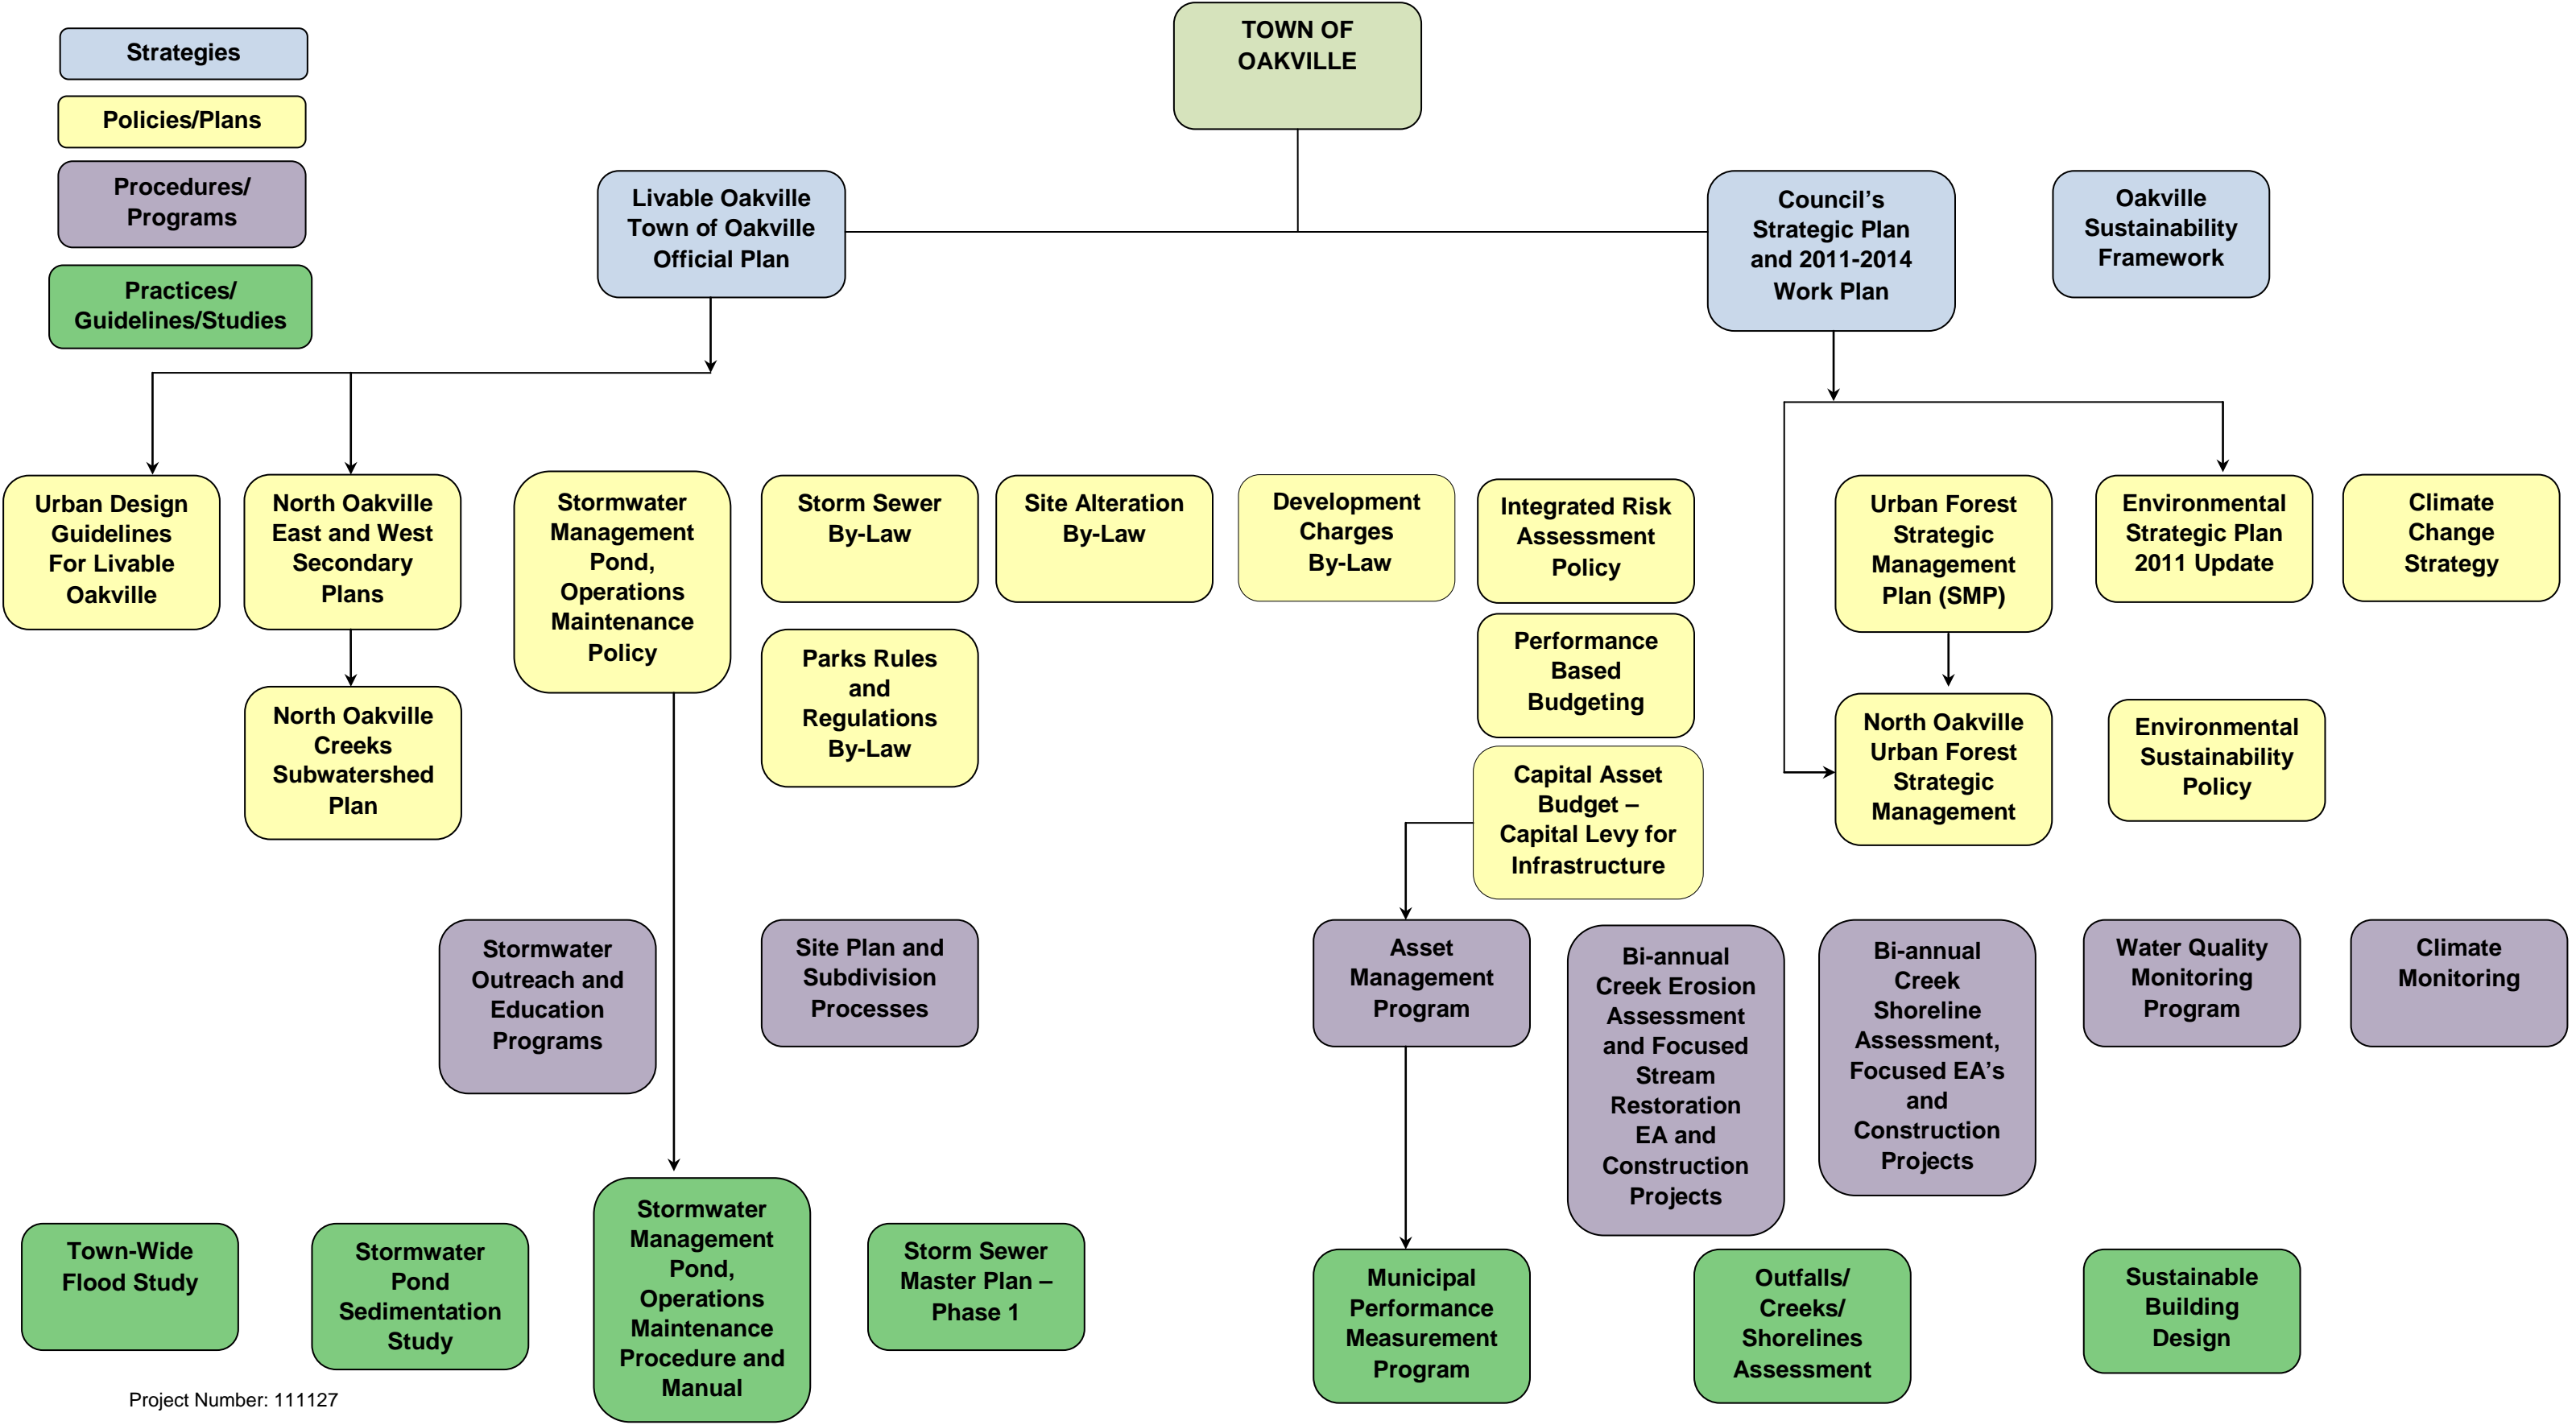 Strategies
Policies/Plans
Procedures/
Programs
Practices/
Guidelines/Studies
TOWN OF
OAKVILLE
Livable Oakville
Town of Oakville
Official Plan
Council’s
Strategic Plan
and 2011-2014
Work Plan
Oakville
Sustainability
Framework
Urban Design
Guidelines
For Livable
Oakville
North Oakville
East and West
Secondary
Plans
Stormwater
Management
Pond,
Operations
Maintenance
Policy
Storm Sewer
By-Law
Site Alteration
By-Law
Development
Charges
By-Law
Integrated Risk
Assessment
Policy
Urban Forest
Strategic
Management
Plan (SMP)
Environmental
Strategic Plan
2011 Update
Climate
Change
Strategy
North Oakville
Creeks
Subwatershed
Plan
Parks Rules
and
Regulations
By-Law
Performance
Based
Budgeting
Capital Asset
Budget –
Capital Levy for
Infrastructure
North Oakville
Urban Forest
Strategic
Management
Environmental
Sustainability
Policy
Stormwater
Outreach and
Education
Programs
Site Plan and
Subdivision
Processes
Asset
Management
Program
Bi-annual
Creek Erosion
Assessment
and Focused
Stream
Restoration
EA and
Construction
Projects
Bi-annual
Creek
Shoreline
Assessment,
Focused EA’s
and
Construction
Projects
Water Quality
Monitoring
Program
Climate
Monitoring
Town-Wide
Flood Study
Stormwater
Pond
Sedimentation
Study
Stormwater
Management
Pond,
Operations
Maintenance
Procedure and
Manual
Storm Sewer
Master Plan –
Phase 1
Municipal
Performance
Measurement
Program
Outfalls/
Creeks/
Shorelines
Assessment
Sustainable
Building
Design
Project Number: 111127